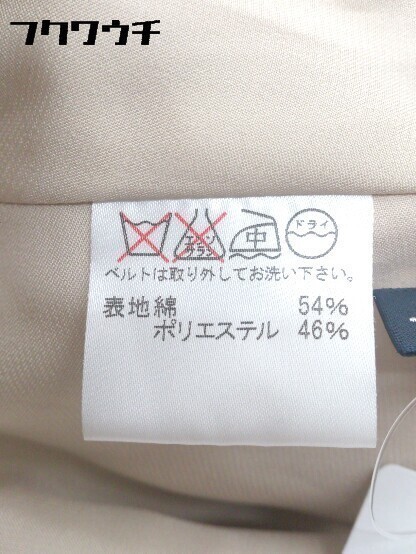 フクワウチ
エンソ
サラシ
中
ドライ
ベルトは取り外してお洗い下さい。
表地綿 54%
ポリエステル 46%